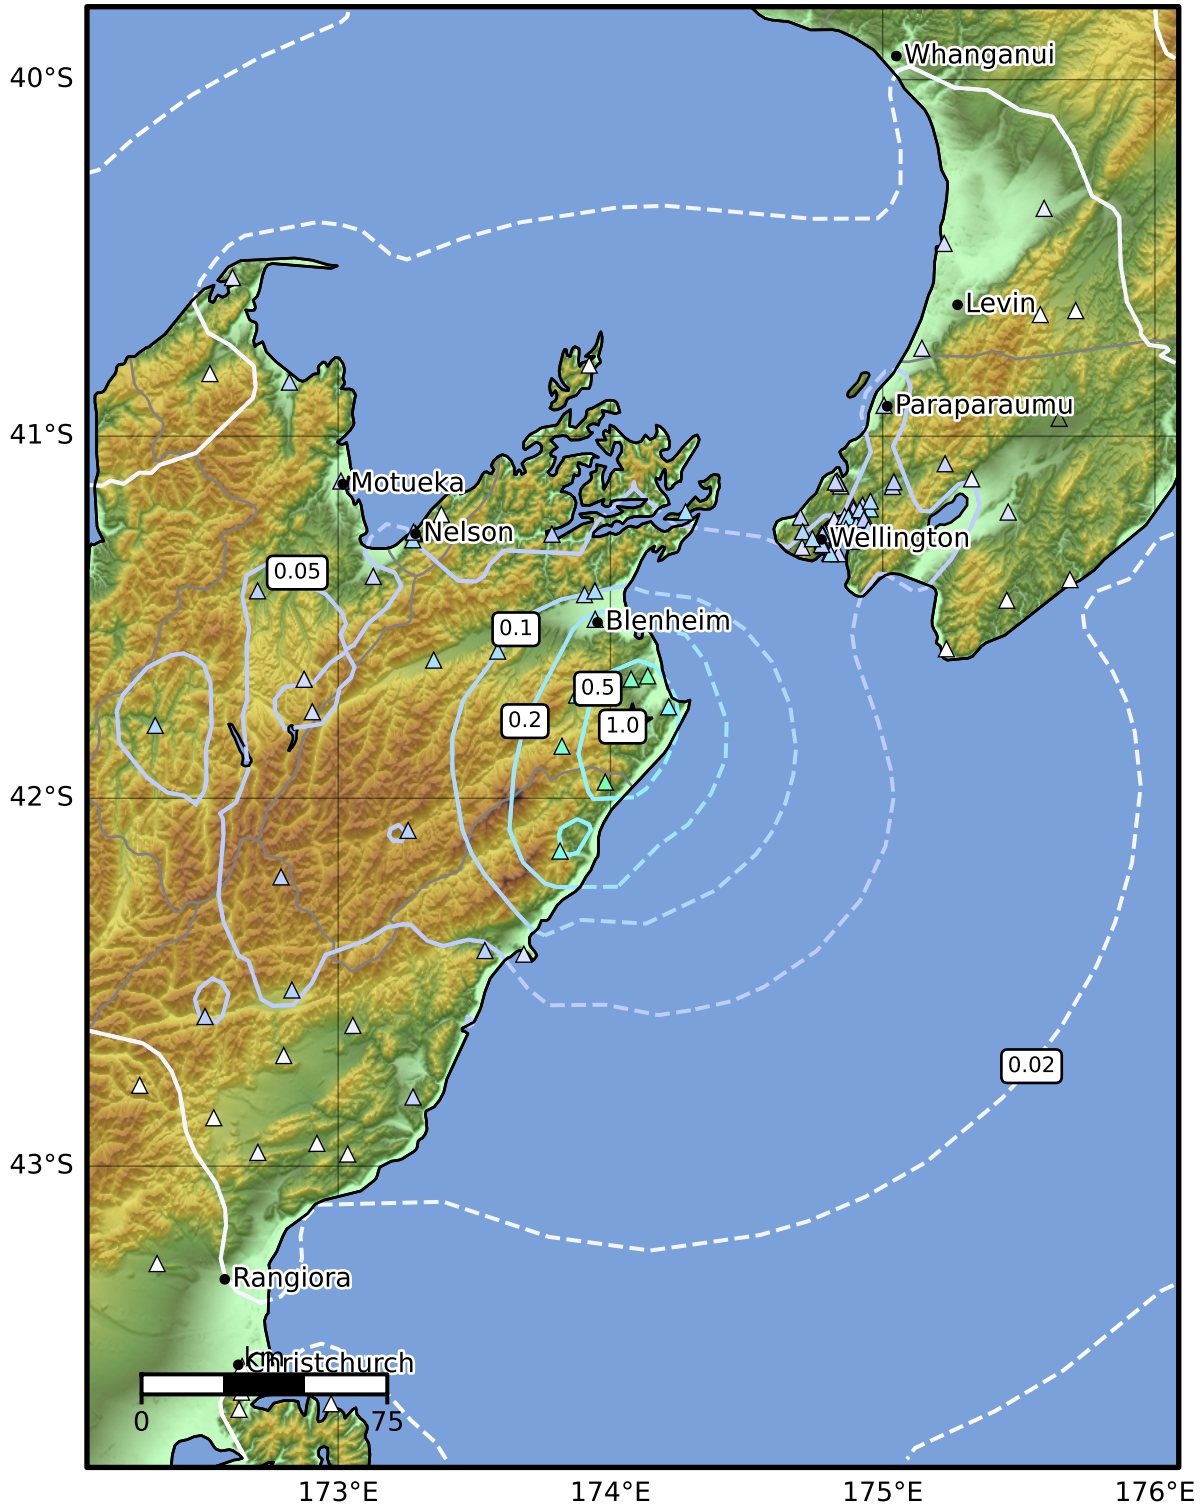 Whanganui
40°S
Levin
Paraparaumu
41°S
Motueka
Nelson
Wellington
0.05
Blenheim
0.1
0.5
0.2
1.0
42°S
0.02
43°S
Rangiora
km
Christchurch
0
75
173°E
174°E
175°E
176°E